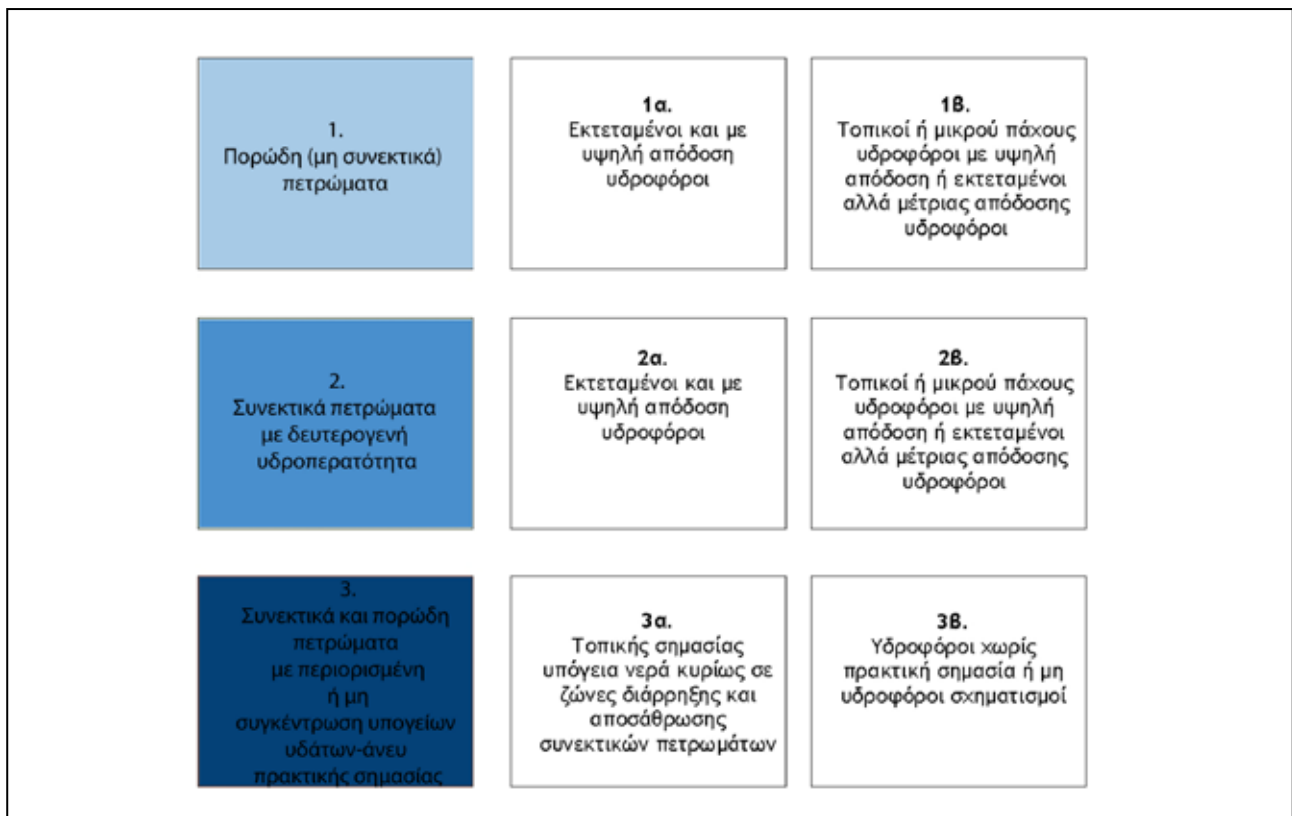 1.
Πορώδη (μη συνεκτικά)
πετρώματα
1α.
Εκτεταμένοι και με
υψηλή απόδοση
υδροφόροι
1β.
Τοπικοί ή μικρού πάχους
υδροφόροι με υψηλή
απόδοση ή εκτεταμένοι
αλλά μέτριας απόδοσης
υδροφόροι
2.
Συνεκτικά πετρώματα
με δευτερογενή
υδροπερατότητα
2α.
Εκτεταμένοι και με
υψηλή απόδοση
υδροφόροι
2β.
Τοπικοί ή μικρού πάχους
υδροφόροι με υψηλή
απόδοση ή εκτεταμένοι
αλλά μέτριας απόδοσης
υδροφόροι
3.
Συνεκτικά και πορώδη
πετρώματα
με περιορισμένη
ή μη
συγκέντρωση υπογείων
υδάτων-άνευ
πρακτικής σημασίας
3α.
Τοπικής σημασίας
υπόγεια νερά κυρίως σε
ζώνες διάρρηξης και
αποσάθρωσης
συνεκτικών πετρωμάτων
3β.
Υδροφόροι χωρίς
πρακτική σημασία ή μη
υδροφόροι σχηματισμοί